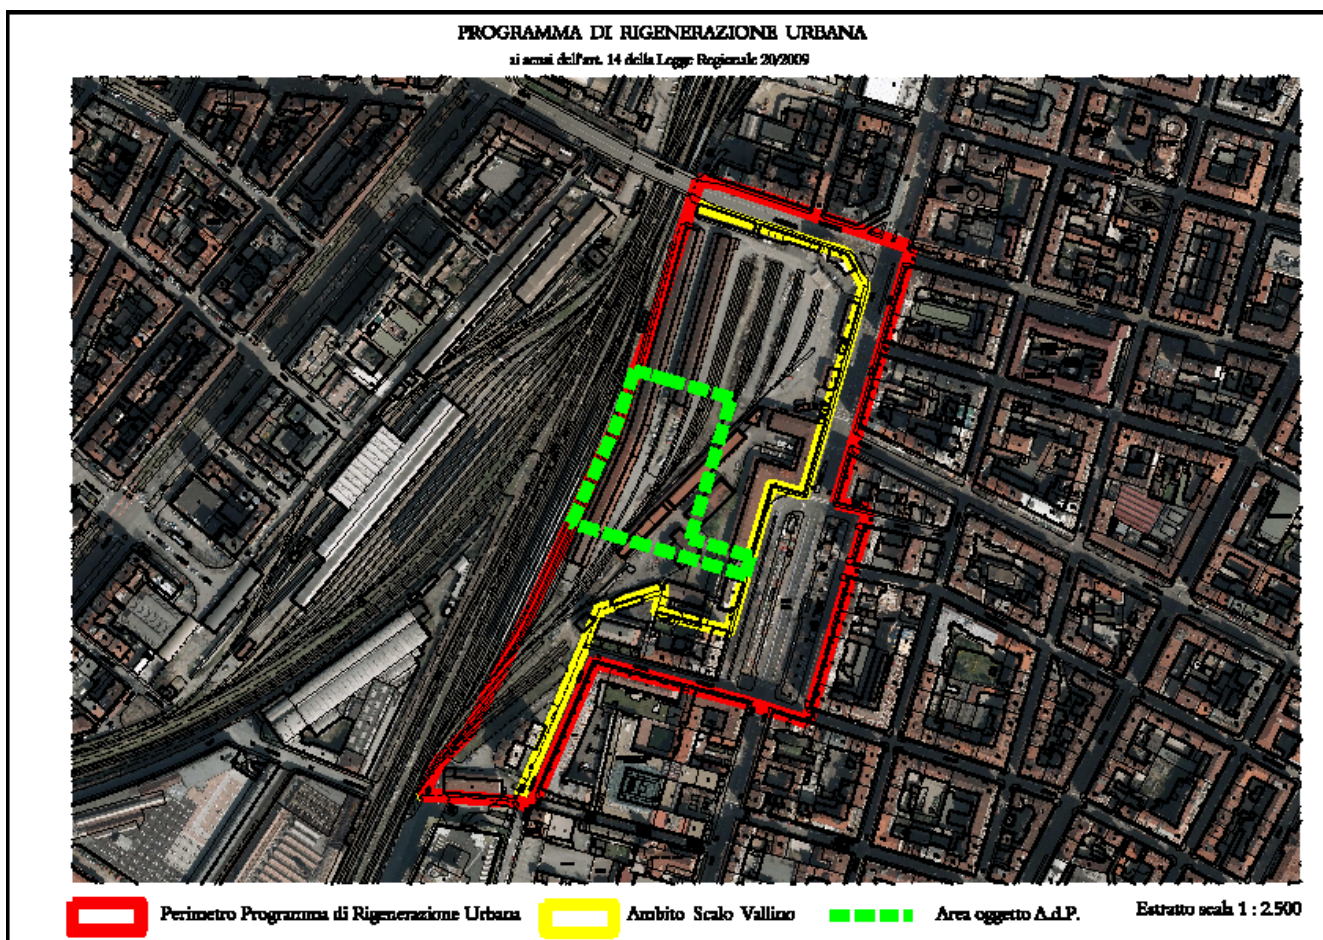 PROGRAMMA DI RIGENERAZIONE URBANA
ai sensi dell'art. 14 della Legge Regionale 20/2009
Perimetro Programma di Rigenerazione Urbana
Ambito Scalo Vallino
Area oggetto A.d.P.
Estratto scala 1 : 2.500